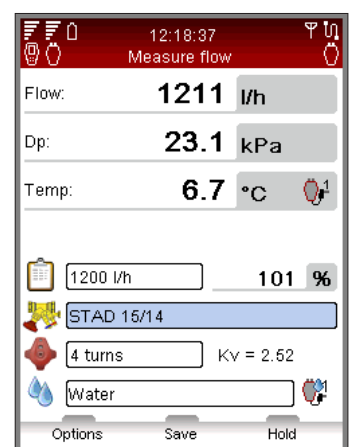 12:18:37
Measure flow
Flow: 1211 l/h
Dp: 23.1 kPa
Temp: 6.7 °C 1
1200 l/h 101 %
STAD 15/14
4 turns Kv = 2.52
Water
Options Save Hold